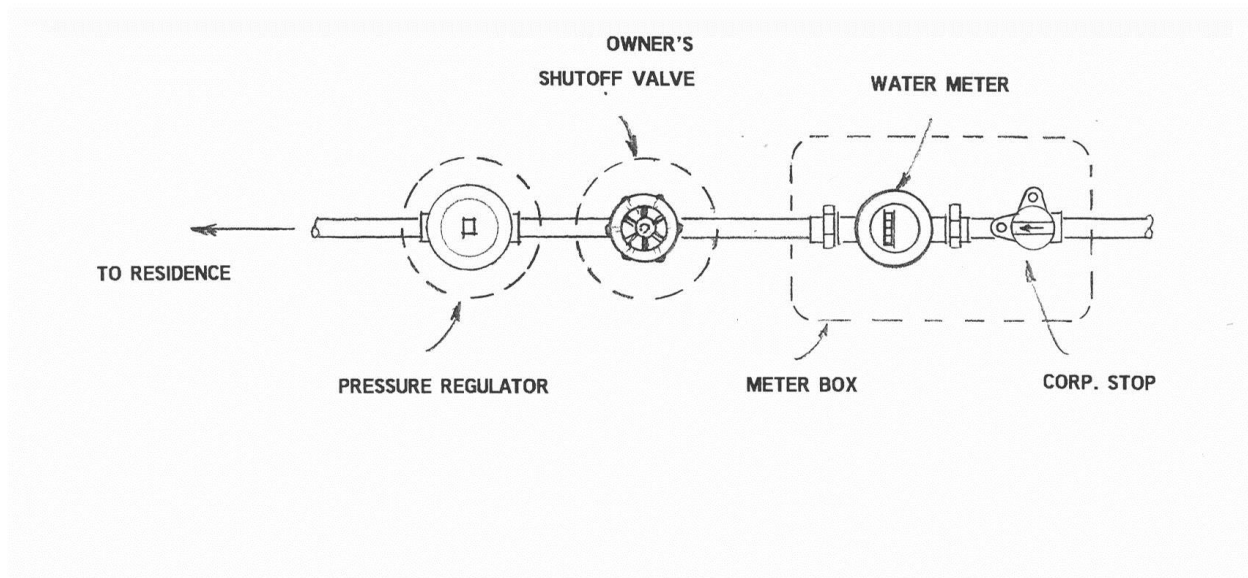 OWNER'S
SHUTOFF VALVE
WATER METER
TO RESIDENCE
PRESSURE REGULATOR
METER BOX
CORP. STOP